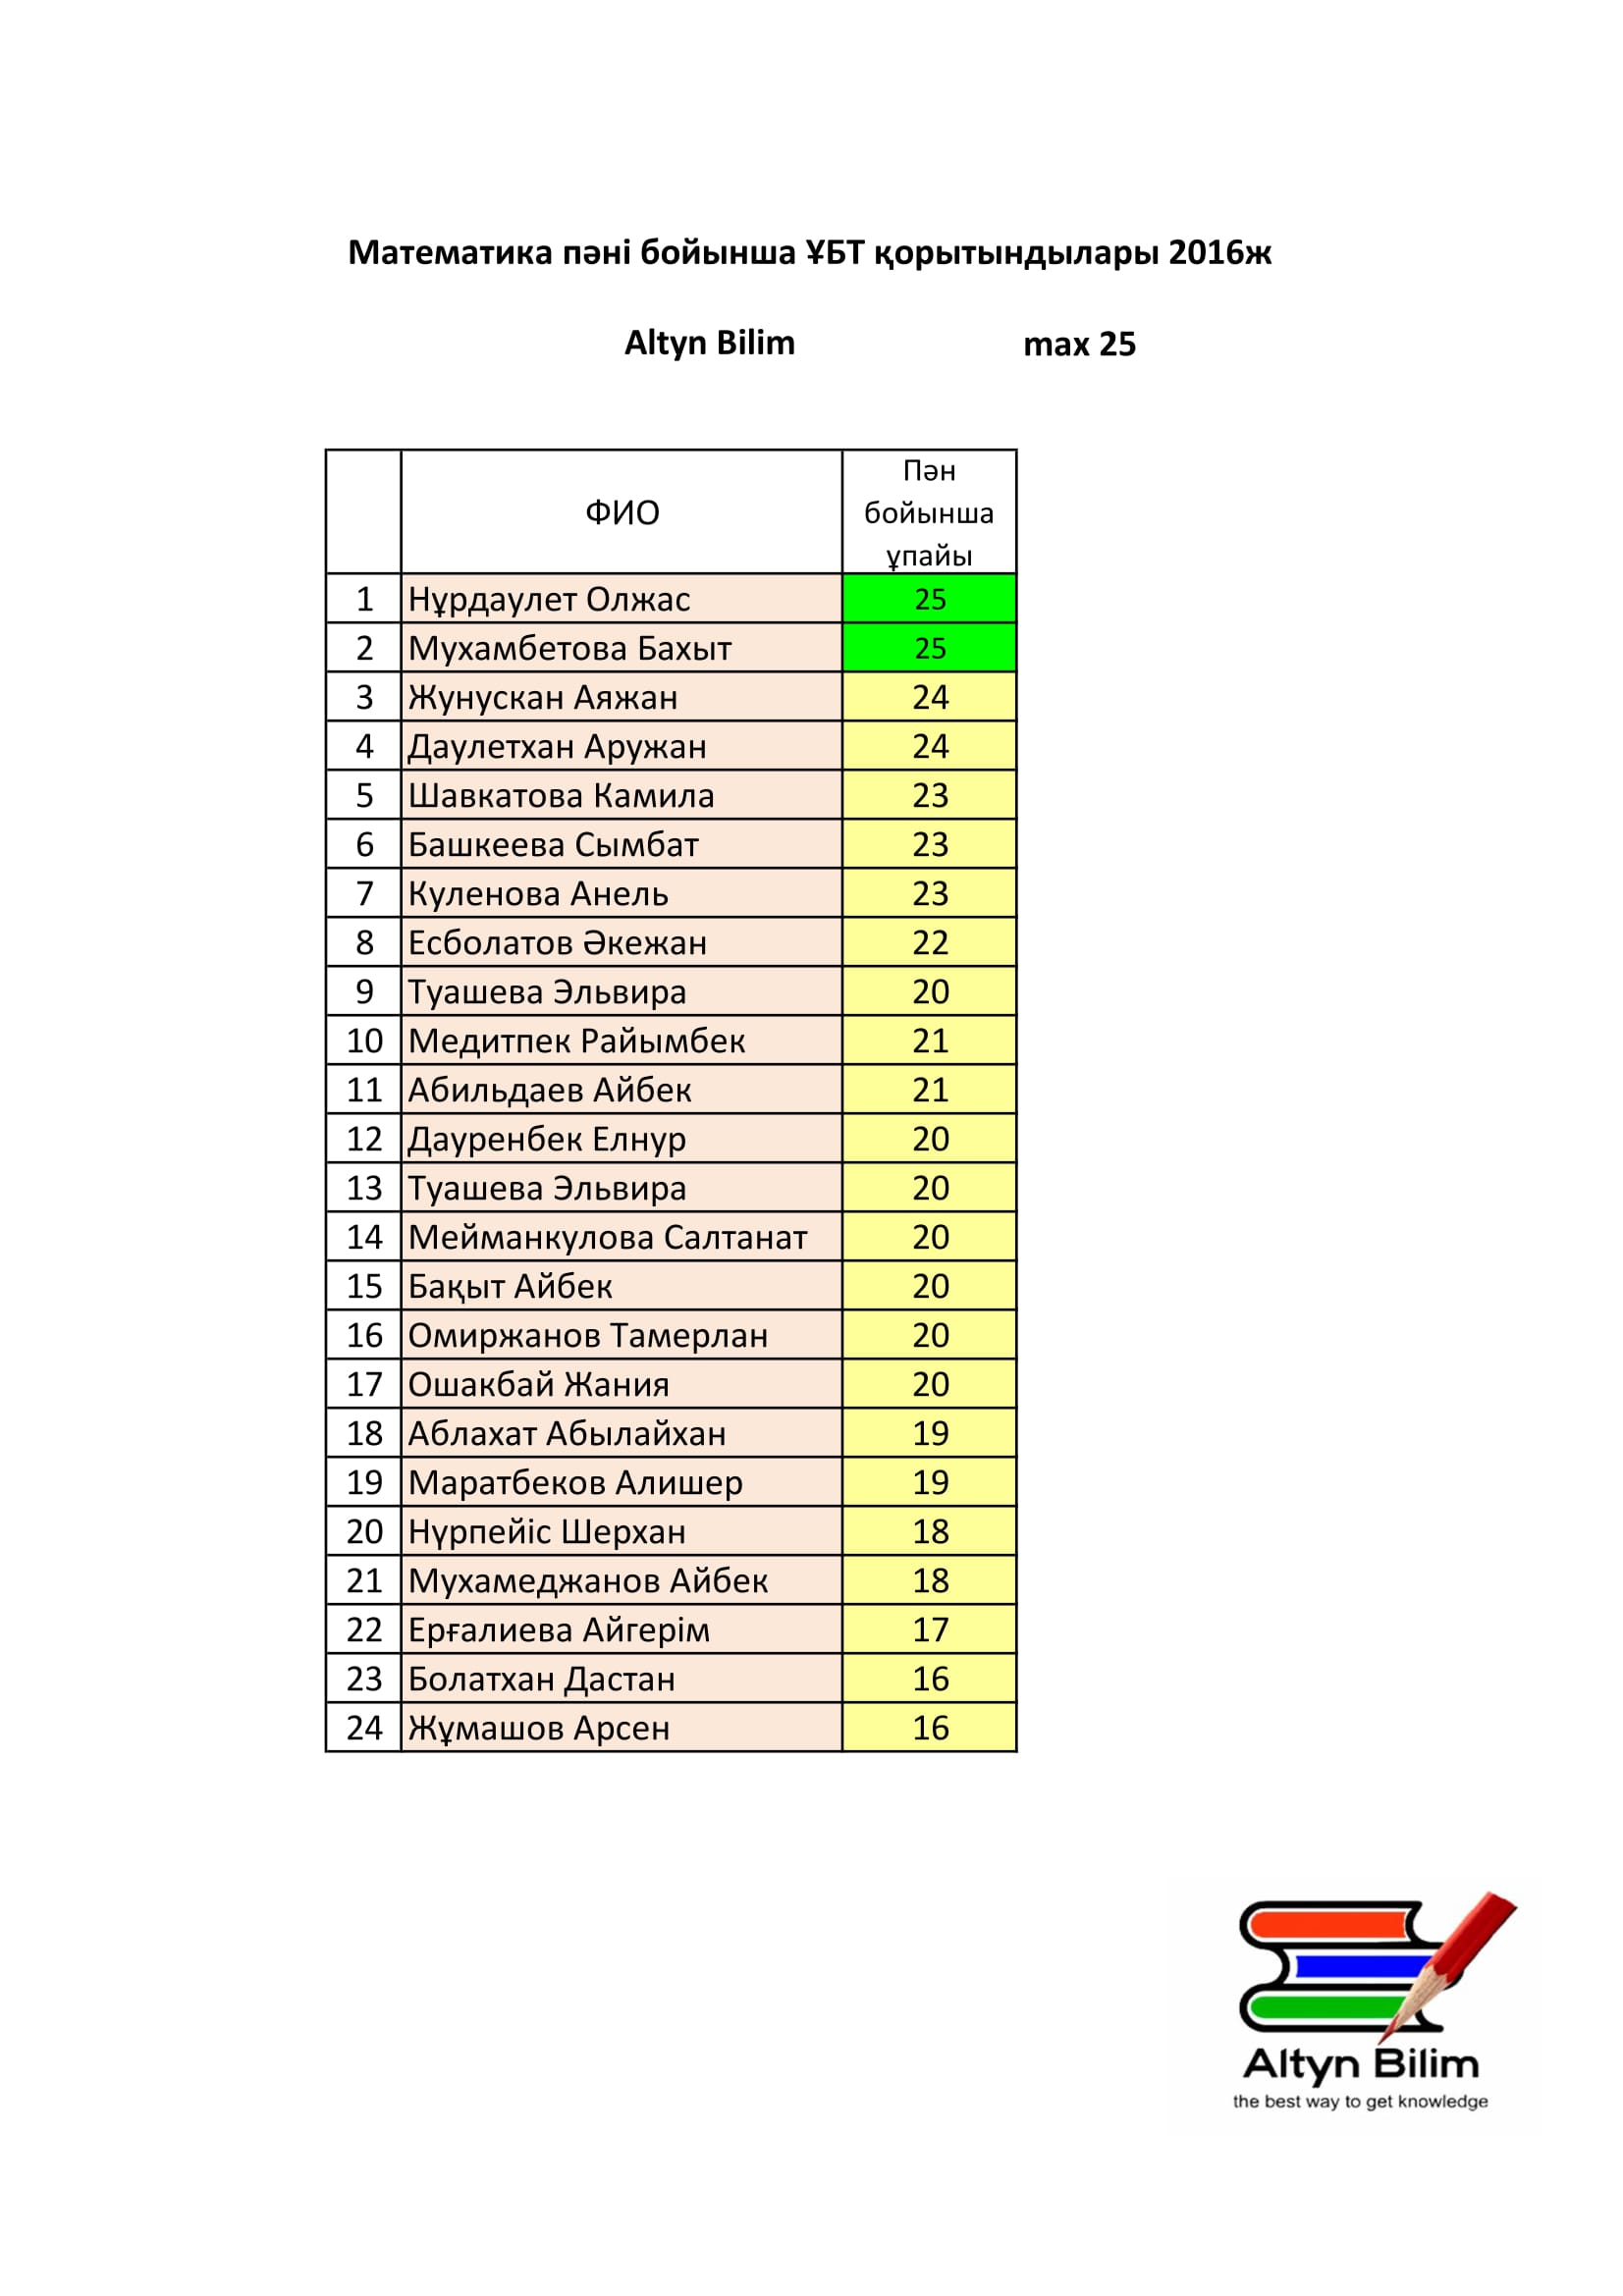 Математика пәні бойынша ҰБТ қорытындылары 2016ж
Altyn Bilim max 25
ФИО Пән
бойынша
ұпайы
1 Нұрдаулет Олжас 25
2 Мухамбетова Бахыт 25
3 Жунускан Аяжан 24
4 Даулетхан Аружан 24
5 Шавкатова Камила 23
6 Башкеева Сымбат 23
7 Куленова Анель 23
8 Есболатов Әкежан 22
9 Туашева Эльвира 20
10 Медитпек Райымбек 21
11 Абильдаев Айбек 21
12 Дауренбек Елнур 20
13 Туашева Эльвира 20
14 Мейманкулова Салтанат 20
15 Бақыт Айбек 20
16 Омиржанов Тамерлан 20
17 Ошакбай Жания 20
18 Аблахат Абылайхан 19
19 Маратбеков Алишер 19
20 Нүрпейіс Шерхан 18
21 Мухамеджанов Айбек 18
22 Ерғалиева Айгерім 17
23 Болатхан Дастан 16
24 Жұмашов Арсен 16
Altyn Bilim
the best way to get knowledge